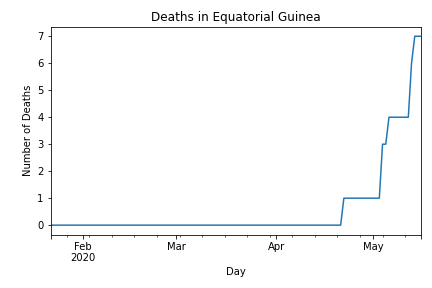 Deaths in Equatorial Guinea
7
6
5
4
3
2
1
0
Number of Deaths
Feb
2020
Mar
Apr
May
Day